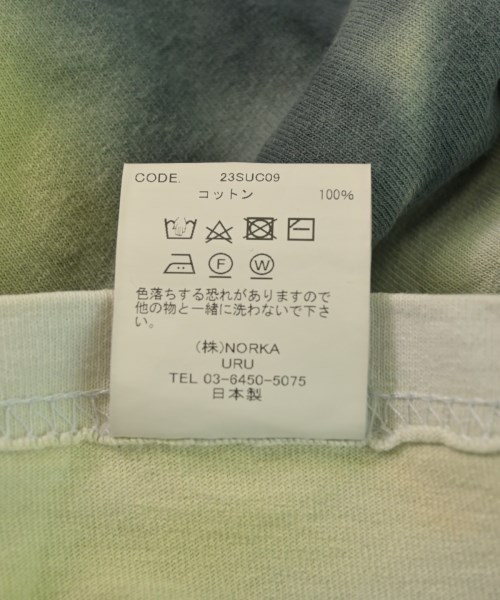 CODE. 23SUC09
コットン 100%
F W
色落ちする恐れがありますので
他の物と一緒に洗わないで下さ
い。
(株)NORKA
URU
TEL 03-6450-5075
日本製